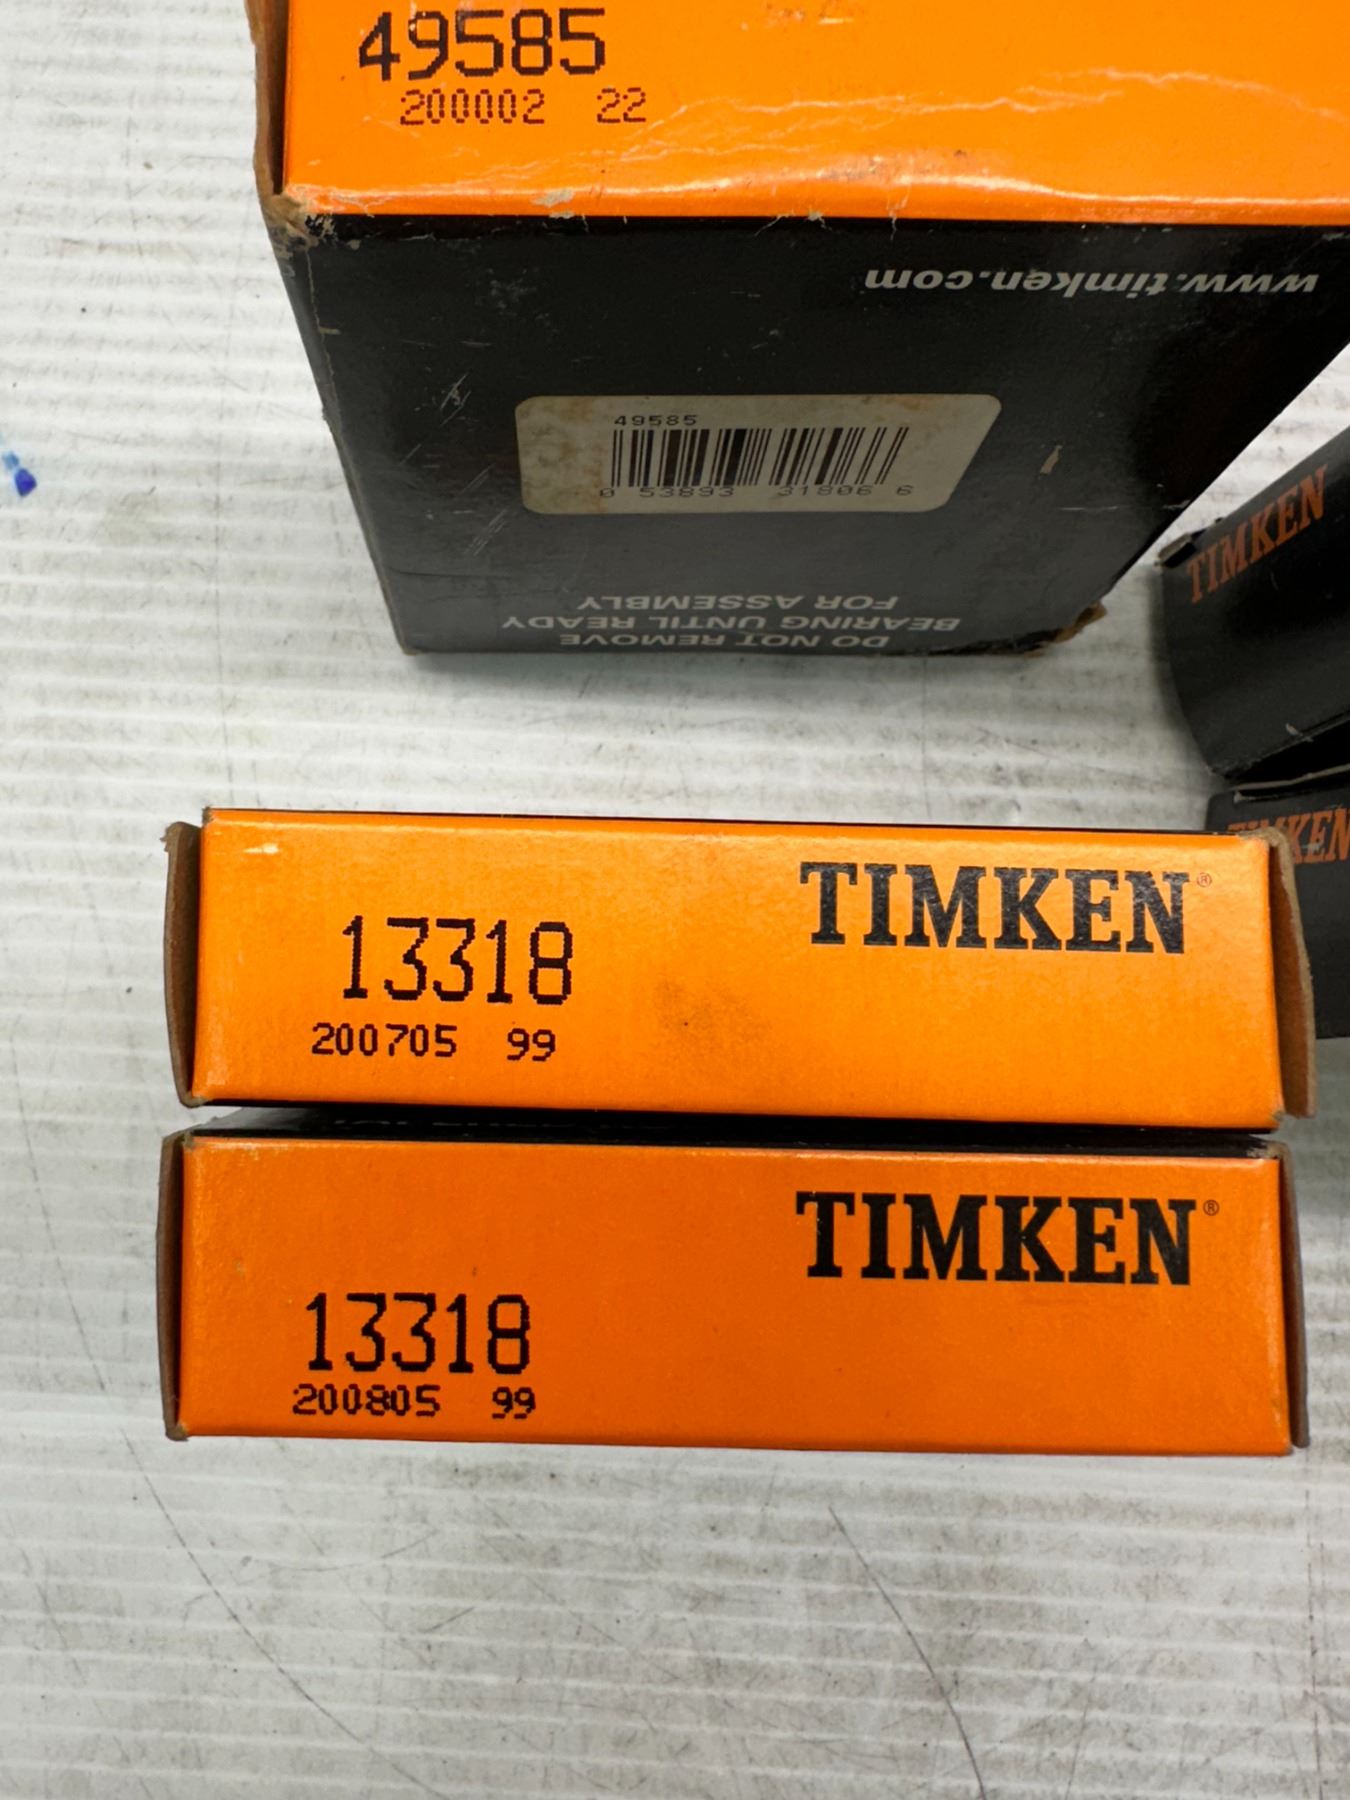 49585
200002 22
www.timken.com
49585
0 53893 31806 6
DO NOT REMOVE
BEARING UNTIL READY
FOR ASSEMBLY
TIMKEN
TIMKEN
TIMKEN®
13318
200705 99
TIMKEN®
13318
200805 99